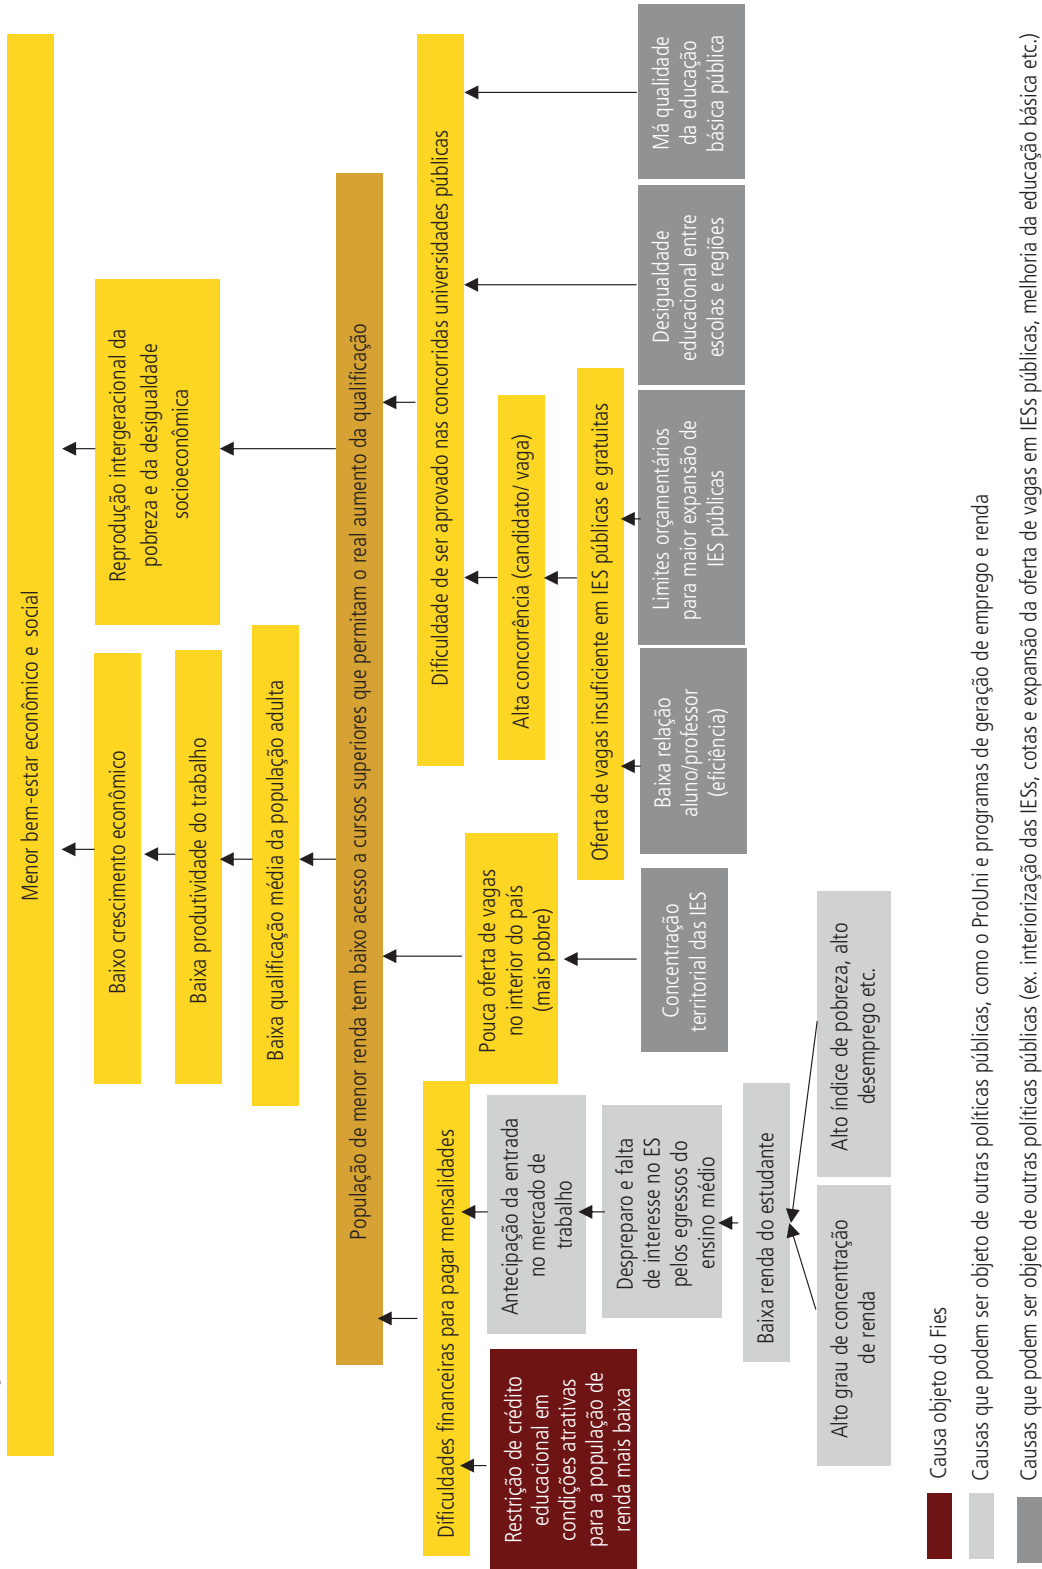 Menor bem-estar econômico e social
Baixo crescimento econômico
Reprodução intergeracional da
pobreza e da desigualdade
socioeconômica
Baixa produtividade do trabalho
Baixa qualificação média da população adulta
População de menor renda tem baixo acesso a cursos superiores que permitam o real aumento da qualificação
Dificuldades financeiras para pagar mensalidades
Pouca oferta de vagas
no interior do país
(mais pobre)
Dificuldade de ser aprovado nas concorridas universidades públicas
Restrição de crédito
educacional em
condições atrativas
para a população de
renda mais baixa
Antecipação da entrada
no mercado de
trabalho
Alta concorrência (candidato/ vaga)
Despreparo e falta
de interesse no ES
pelos egressos do
ensino médio
Oferta de vagas insuficiente em IES públicas e gratuitas
Concentração
territorial das IES
Baixa relação
aluno/professor
(eficiência)
Limites orçamentários
para maior expansão de
IES públicas
Desigualdade
educacional entre
escolas e regiões
Má qualidade
da educação
básica pública
Baixa renda do estudante
Alto grau de concentração
de renda
Alto índice de pobreza, alto
desemprego etc.
Causa objeto do Fies
Causas que podem ser objeto de outras políticas públicas, como o ProUni e programas de geração de emprego e renda
Causas que podem ser objeto de outras políticas públicas (ex. interiorização das IESs, cotas e expansão da oferta de vagas em IESs públicas, melhoria da educação básica etc.)